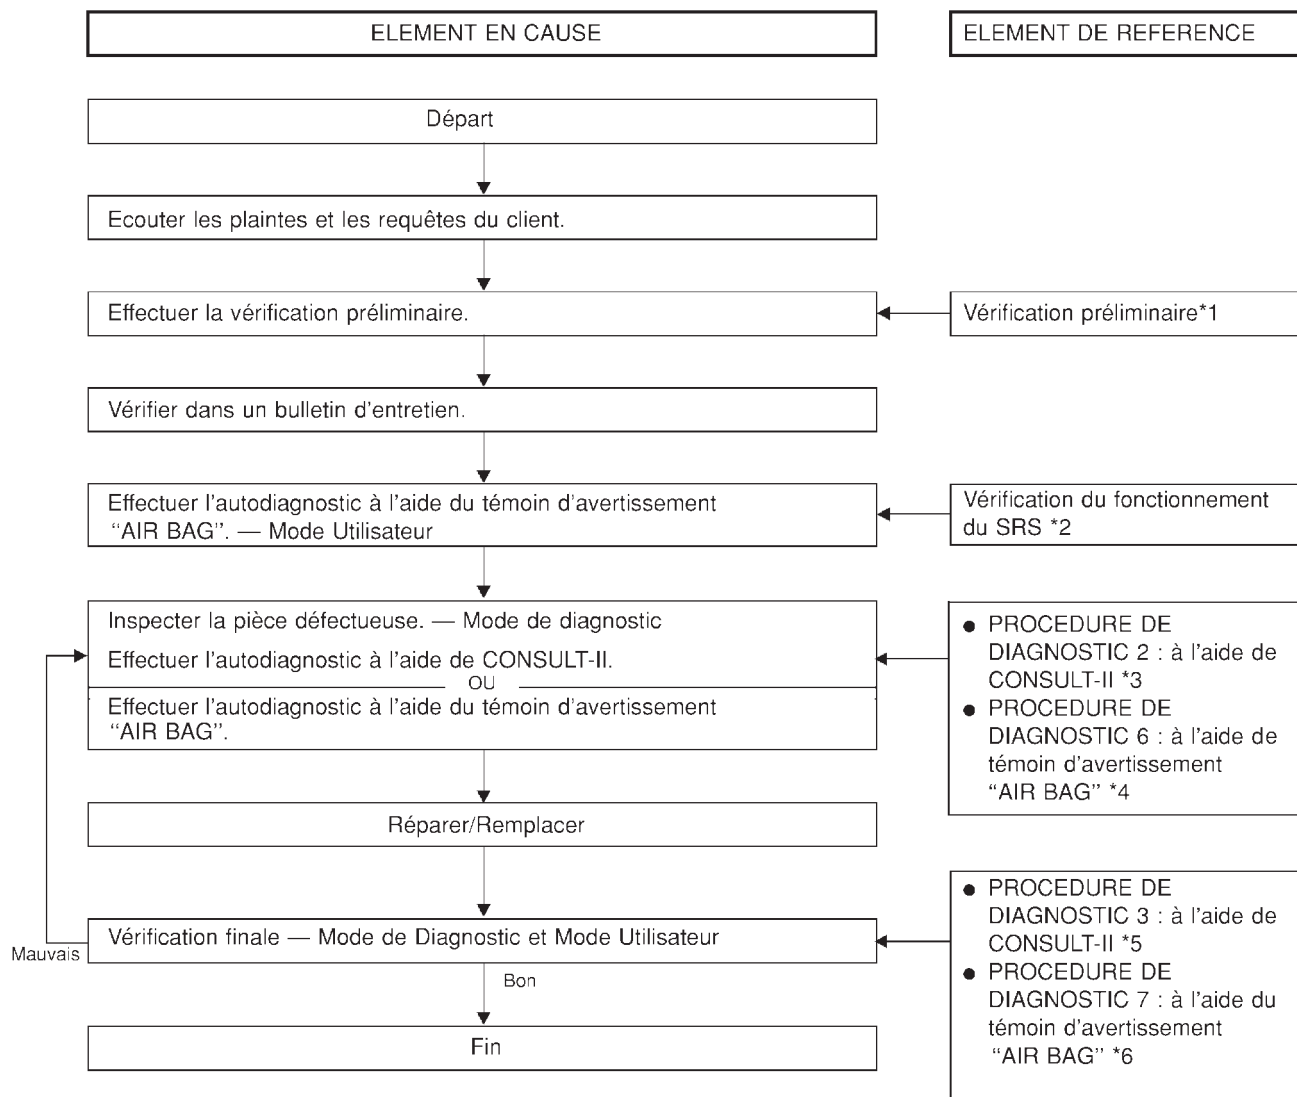 ELEMENT EN CAUSE
ELEMENT DE REFERENCE
Départ
Ecouter les plaintes et les requêtes du client.
Effectuer la vérification préliminaire.
Vérification préliminaire*1
Vérifier dans un bulletin d'entretien.
Effectuer l'autodiagnostic à l'aide du témoin d'avertissement
“AIR BAG”. — Mode Utilisateur
Vérification du fonctionnement
du SRS *2
Inspecter la pièce défectueuse. — Mode de diagnostic
Effectuer l'autodiagnostic à l'aide de CONSULT-II.
OU
Effectuer l'autodiagnostic à l'aide du témoin d'avertissement
“AIR BAG”.
● PROCEDURE DE
DIAGNOSTIC 2 : à l'aide de
CONSULT-II *3
● PROCEDURE DE
DIAGNOSTIC 6 : à l'aide de
témoin d'avertissement
“AIR BAG” *4
Réparer/Remplacer
Vérification finale — Mode de Diagnostic et Mode Utilisateur
Mauvais
Bon
● PROCEDURE DE
DIAGNOSTIC 3 : à l'aide de
CONSULT-II *5
● PROCEDURE DE
DIAGNOSTIC 7 : à l'aide du
témoin d'avertissement
“AIR BAG” *6
Fin